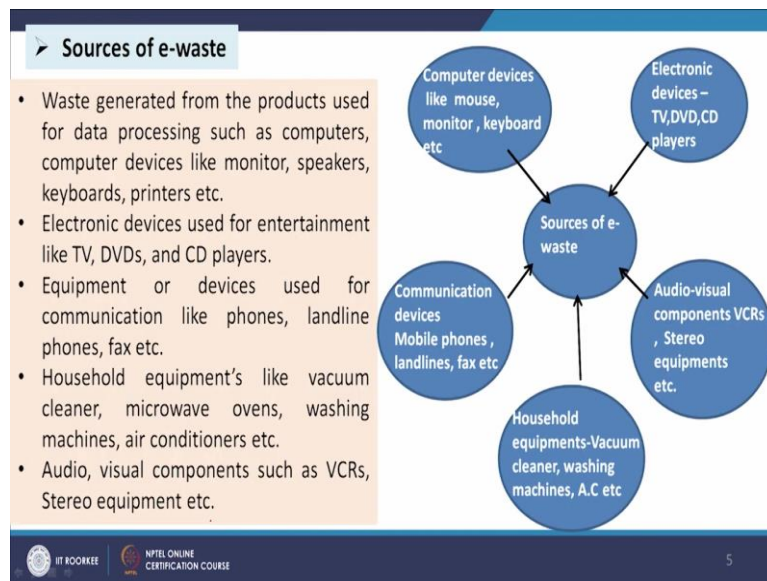 ➢ Sources of e-waste
• Waste generated from the products used
for data processing such as computers,
computer devices like monitor, speakers,
keyboards, printers etc.
• Electronic devices used for entertainment
like TV, DVDs, and CD players.
• Equipment or devices used for
communication like phones, landline
phones, fax etc.
• Household equipment's like vacuum
cleaner, microwave ovens, washing
machines, air conditioners etc.
• Audio, visual components such as VCRs,
Stereo equipment etc.
Computer devices
like mouse,
monitor , keyboard
etc
Electronic
devices –
TV,DVD,CD
players
Sources of e-
waste
Communication
devices
Mobile phones ,
landlines, fax etc
Audio-visual
components VCRs
, Stereo
equipments
etc.
Household
equipments-Vacuum
cleaner, washing
machines, A.C etc
IIT ROORKEE
NPTEL ONLINE
CERTIFICATION COURSE
5